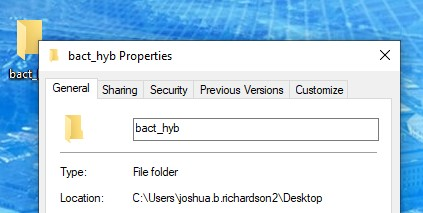 bact_hyb Properties
bact_
General Sharing Security Previous Versions Customize
bact_hyb
Type: File folder
Location: C:\Users\joshua.b.richardson2\Desktop